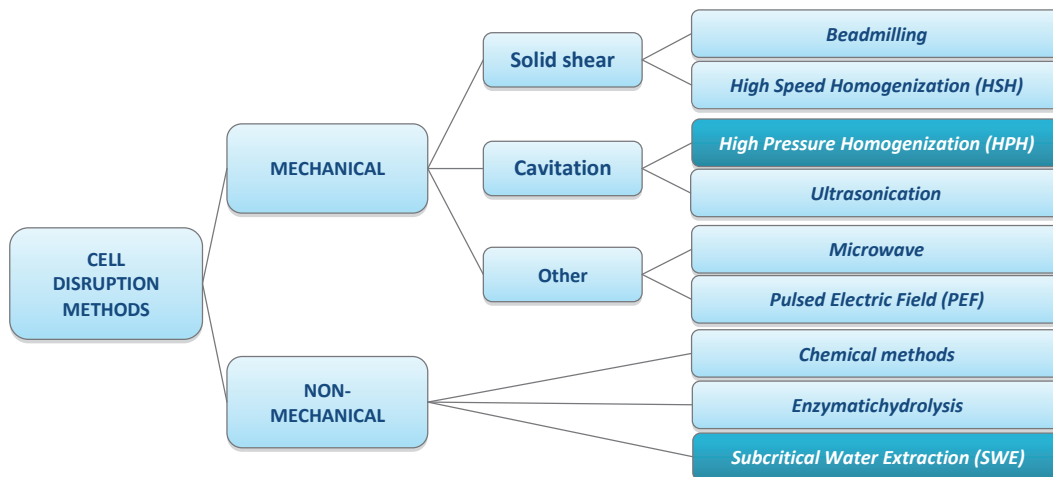 CELL
DISRUPTION
METHODS
MECHANICAL
Solid shear
Beadmilling
High Speed Homogenization (HSH)
Cavitation
High Pressure Homogenization (HPH)
Ultrasonication
Other
Microwave
Pulsed Electric Field (PEF)
NON-
MECHANICAL
Chemical methods
Enzymatichydrolysis
Subcritical Water Extraction (SWE)